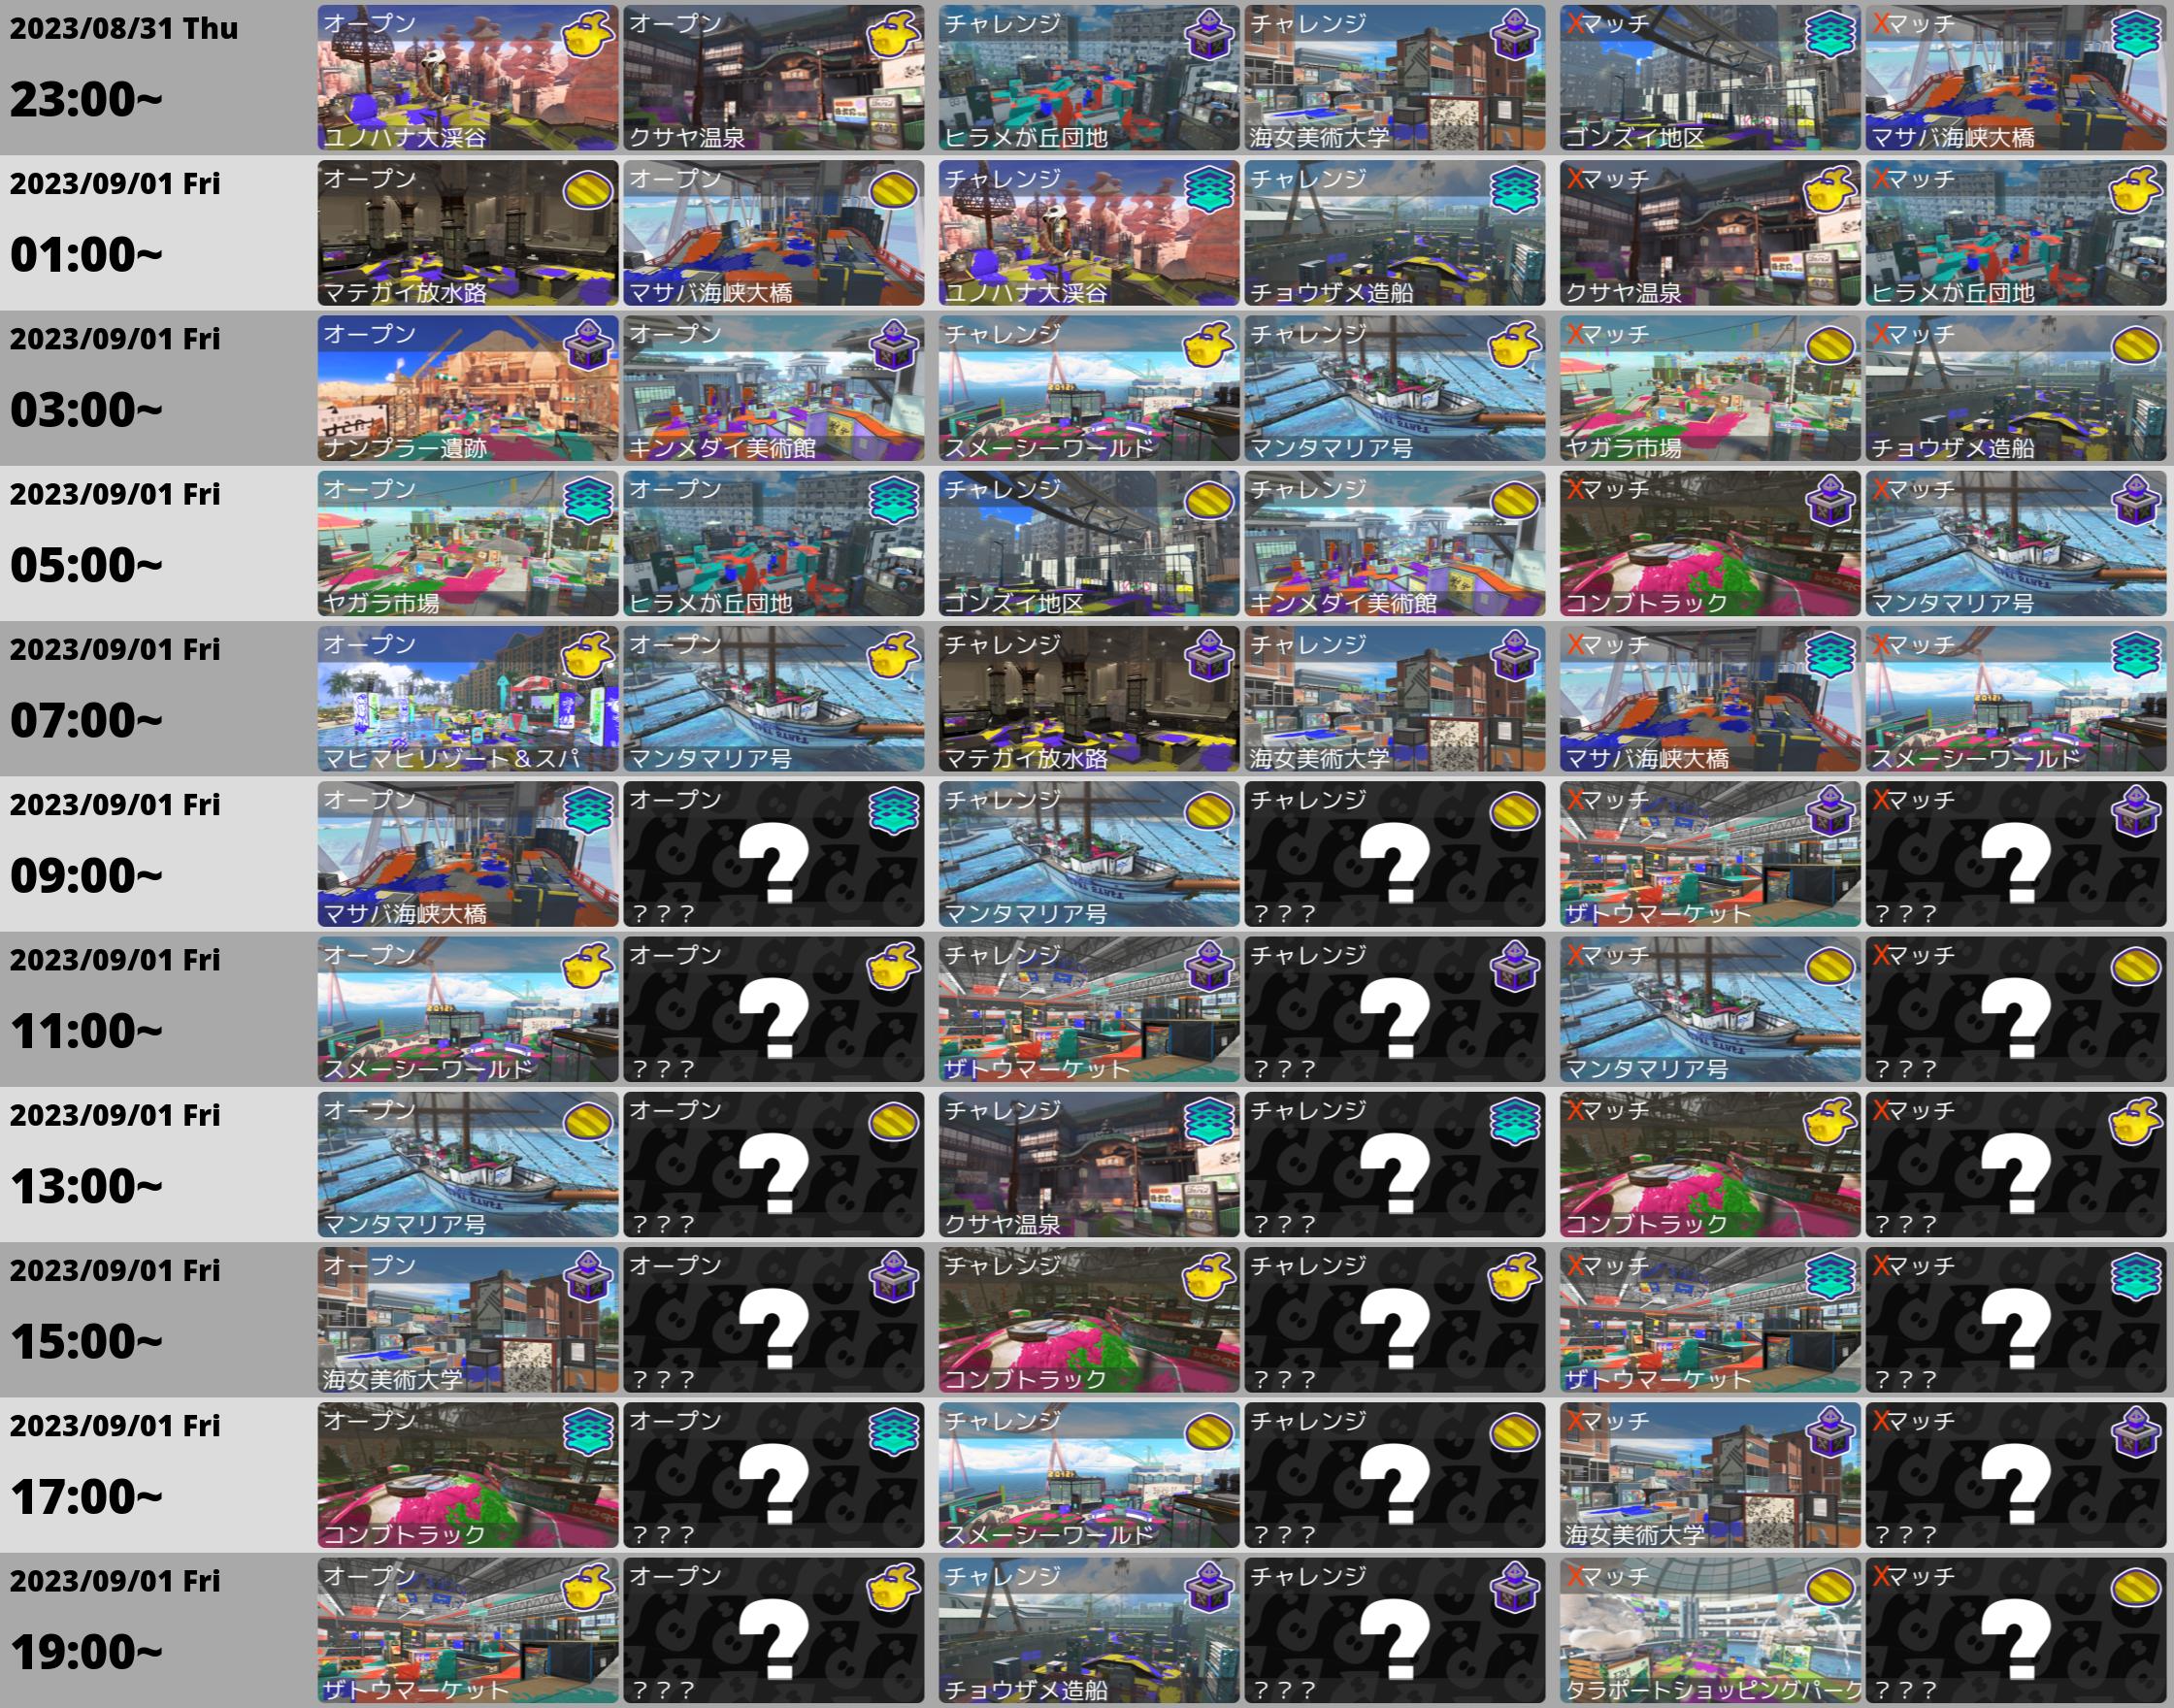 2023/08/31 Thu
23:00~
オープン
ユノハナ大渓谷
オープン
クサヤ温泉
チャレンジ
ヒラメが丘団地
チャレンジ
海女美術大学
Xマッチ
ゴンズイ地区
Xマッチ
マサバ海峡大橋
2023/09/01 Fri
01:00~
オープン
マテガイ放水路
オープン
マサバ海峡大橋
チャレンジ
ユノハナ大渓谷
チャレンジ
チョウザメ造船
Xマッチ
クサヤ温泉
Xマッチ
ヒラメが丘団地
2023/09/01 Fri
03:00~
オープン
ナンプラー遺跡
オープン
キンメダイ美術館
チャレンジ
スメーシーワールド
チャレンジ
マンタマリア号
Xマッチ
ヤガラ市場
Xマッチ
チョウザメ造船
2023/09/01 Fri
05:00~
オープン
ヤガラ市場
オープン
ヒラメが丘団地
チャレンジ
ゴンズイ地区
チャレンジ
キンメダイ美術館
Xマッチ
コンブトラック
Xマッチ
マンタマリア号
2023/09/01 Fri
07:00~
オープン
マヒマヒリゾート＆スパ
オープン
マンタマリア号
チャレンジ
マテガイ放水路
チャレンジ
海女美術大学
Xマッチ
マサバ海峡大橋
Xマッチ
スメーシーワールド
2023/09/01 Fri
09:00~
オープン
マサバ海峡大橋
オープン
?
？？？
チャレンジ
マンタマリア号
チャレンジ
?
？？？
Xマッチ
ザトウマーケット
Xマッチ
?
？？？
2023/09/01 Fri
11:00~
オープン
スメーシーワールド
オープン
?
？？？
チャレンジ
ザトウマーケット
チャレンジ
?
？？？
Xマッチ
マンタマリア号
Xマッチ
?
？？？
2023/09/01 Fri
13:00~
オープン
マンタマリア号
オープン
?
？？？
チャレンジ
クサヤ温泉
チャレンジ
?
？？？
Xマッチ
コンブトラック
Xマッチ
?
？？？
2023/09/01 Fri
15:00~
オープン
海女美術大学
オープン
?
？？？
チャレンジ
コンブトラック
チャレンジ
?
？？？
Xマッチ
ザトウマーケット
Xマッチ
?
？？？
2023/09/01 Fri
17:00~
オープン
コンブトラック
オープン
?
？？？
チャレンジ
スメーシーワールド
チャレンジ
?
？？？
Xマッチ
海女美術大学
Xマッチ
?
？？？
2023/09/01 Fri
19:00~
オープン
ザトウマーケット
オープン
?
？？？
チャレンジ
チョウザメ造船
チャレンジ
?
？？？
Xマッチ
タラポートショッピングパーク
Xマッチ
?
？？？